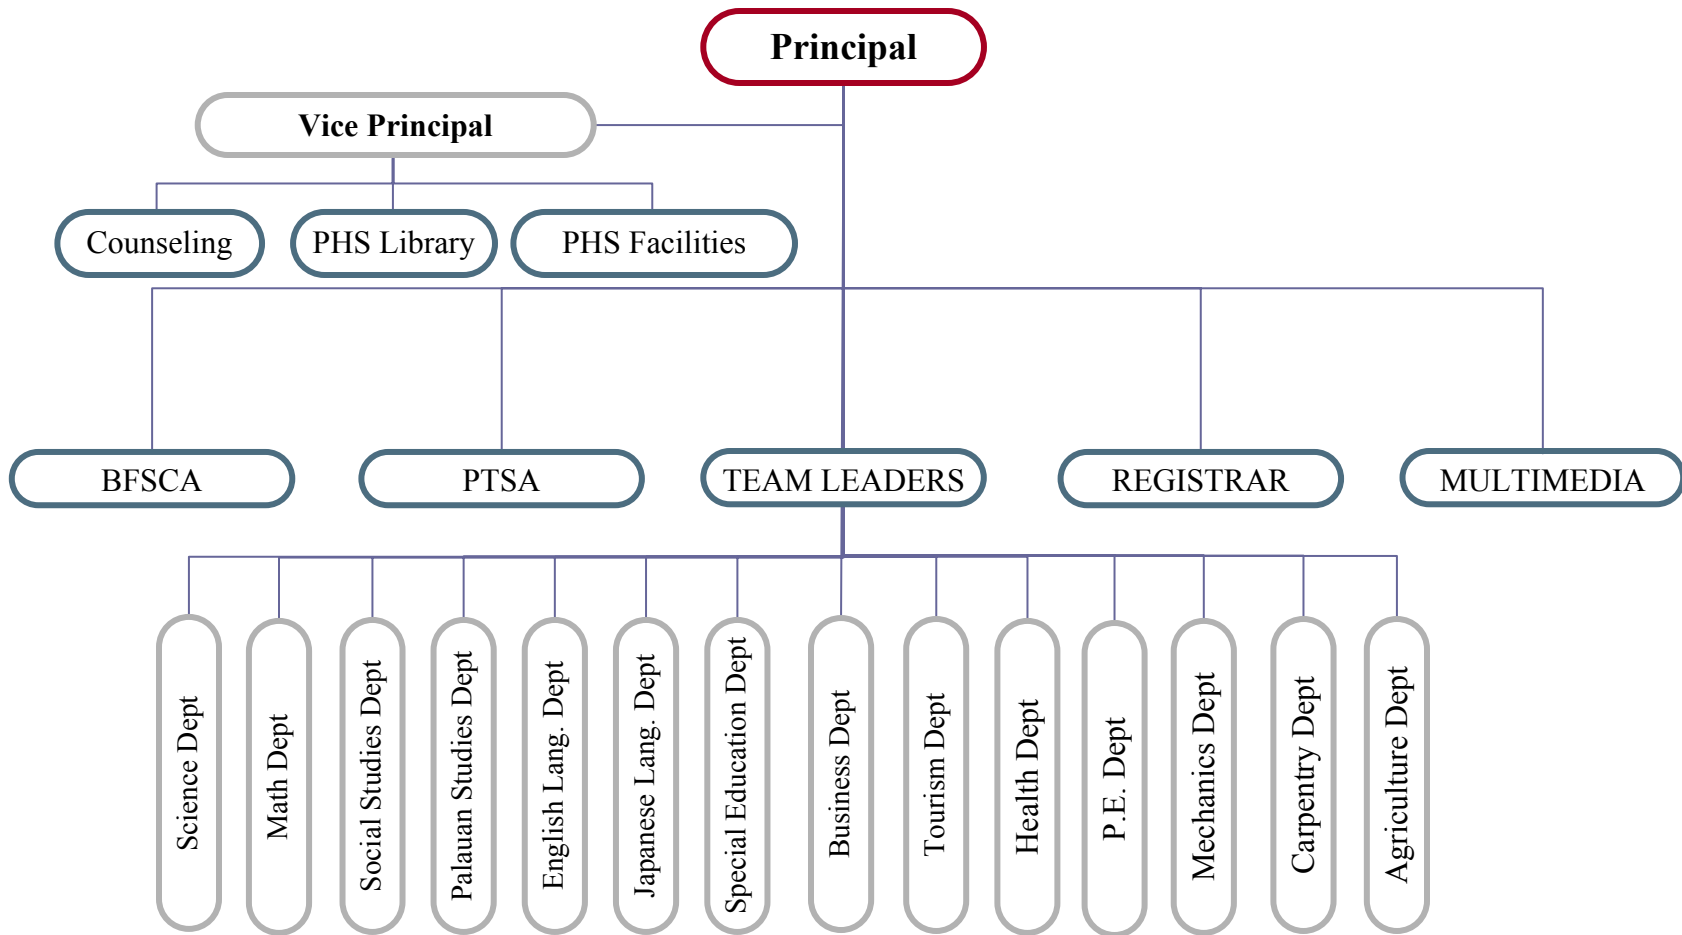 Principal
Vice Principal
Counseling
PHS Library
PHS Facilities
BFSCA
PTSA
TEAM LEADERS
REGISTRAR
MULTIMEDIA
Science Dept
Math Dept
Social Studies Dept
Palauan Studies Dept
English Lang. Dept
Japanese Lang. Dept
Special Education Dept
Business Dept
Tourism Dept
Health Dept
P.E. Dept
Mechanics Dept
Carpentry Dept
Agriculture Dept